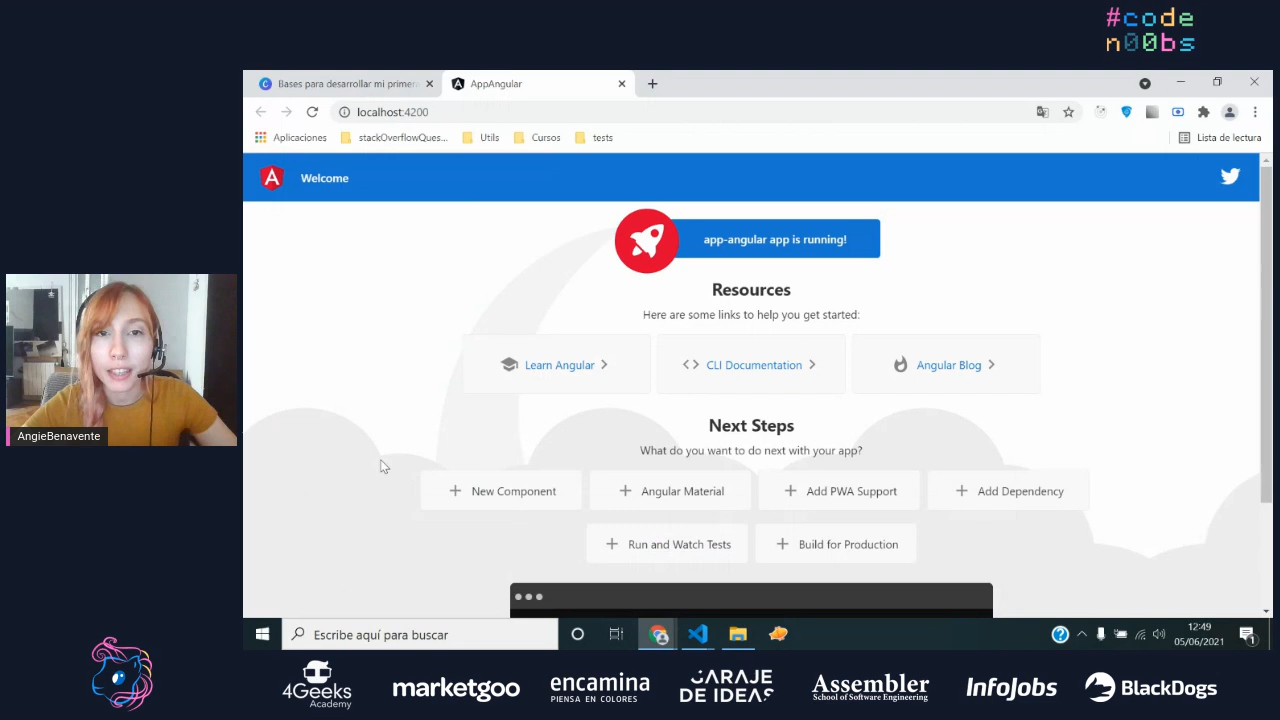 #code
n00bs
Bases para desarrollar mi primer
AppAngular
localhost:4200
Aplicaciones
stackOverflowQues...
Utils
Cursos
tests
Lista de lectura
Welcome
app-angular app is running!
Resources
Here are some links to help you get started:
Learn Angular
CLI Documentation
Angular Blog
Next Steps
What do you want to do next with your app?
New Component
Angular Material
Add PWA Support
Add Dependency
Run and Watch Tests
Build for Production
AngieBenavente
Escribe aquí para buscar
12:49
05/06/2021
4Geeks
Academy
marketgoo
encamina
PIENSA EN COLORES
GARAJE
DE IDEAS
Assembler
School of Software Engineering
InfoJobs
BlackDogs